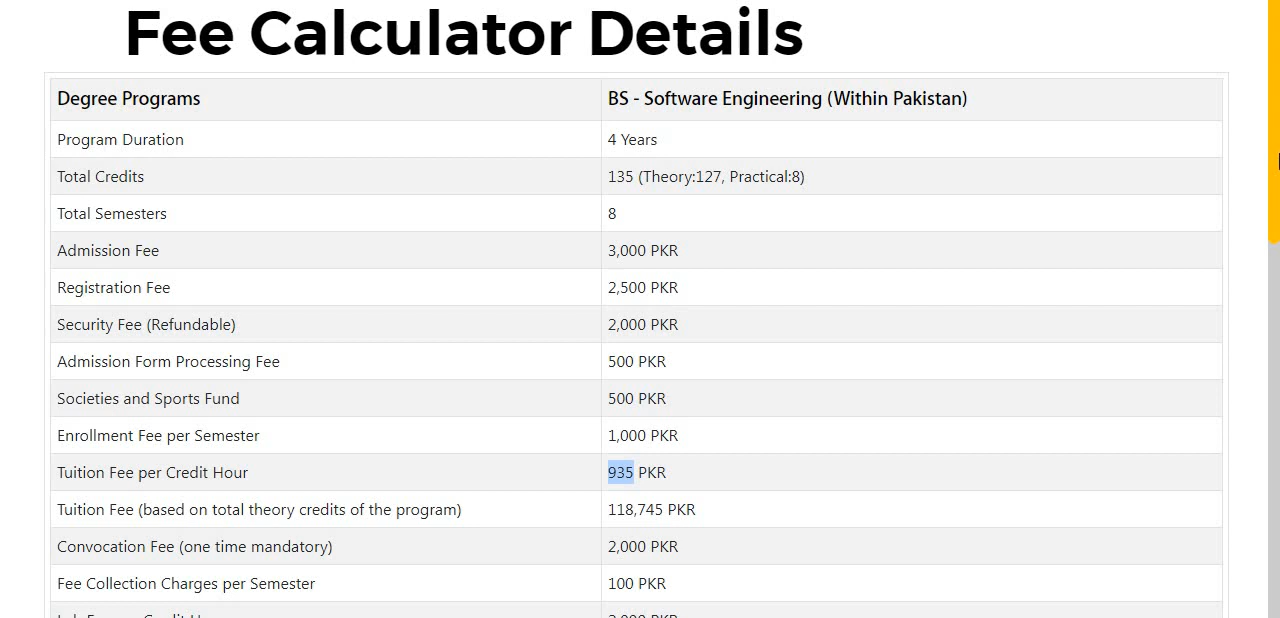 Fee Calculator Details
Degree Programs BS - Software Engineering (Within Pakistan)
Program Duration 4 Years
Total Credits 135 (Theory:127, Practical:8)
Total Semesters 8
Admission Fee 3,000 PKR
Registration Fee 2,500 PKR
Security Fee (Refundable) 2,000 PKR
Admission Form Processing Fee 500 PKR
Societies and Sports Fund 500 PKR
Enrollment Fee per Semester 1,000 PKR
Tuition Fee per Credit Hour 935 PKR
Tuition Fee (based on total theory credits of the program) 118,745 PKR
Convocation Fee (one time mandatory) 2,000 PKR
Fee Collection Charges per Semester 100 PKR